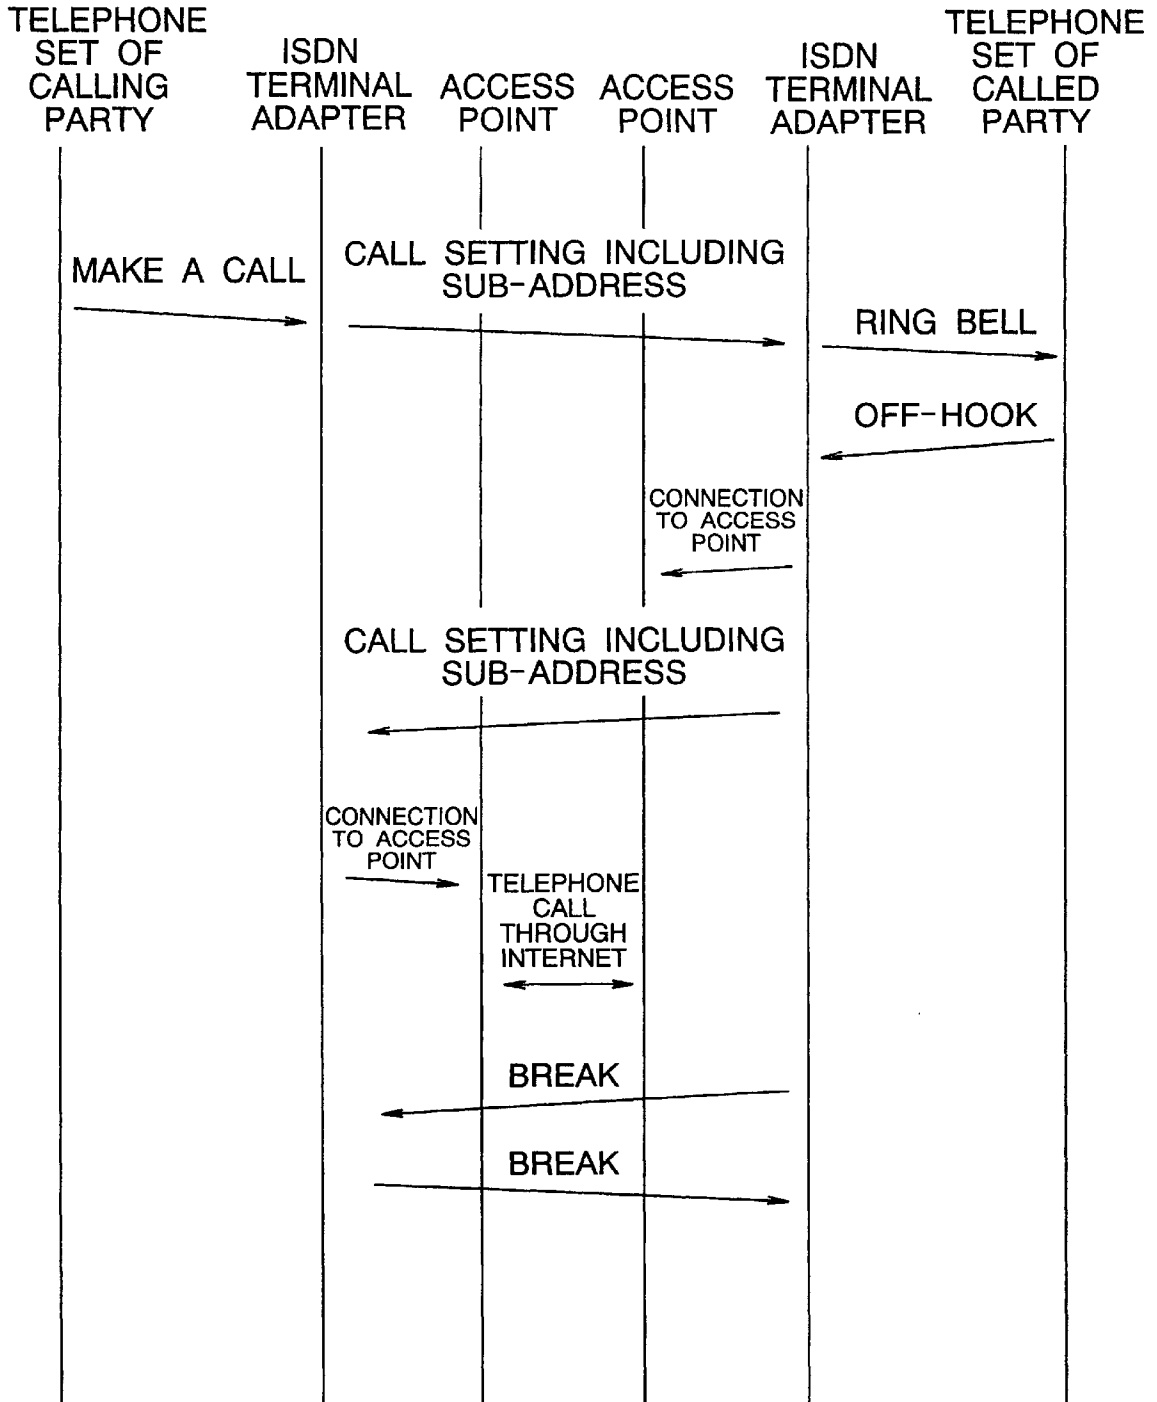 TELEPHONE
SET OF
CALLING
PARTY
ISDN
TERMINAL
ADAPTER
ACCESS
POINT
ACCESS
POINT
ISDN
TERMINAL
ADAPTER
TELEPHONE
SET OF
CALLED
PARTY
MAKE A CALL
CALL SETTING INCLUDING
SUB-ADDRESS
RING BELL
OFF-HOOK
CONNECTION
TO ACCESS
POINT
CALL SETTING INCLUDING
SUB-ADDRESS
CONNECTION
TO ACCESS
POINT
TELEPHONE
CALL
THROUGH
INTERNET
BREAK
BREAK